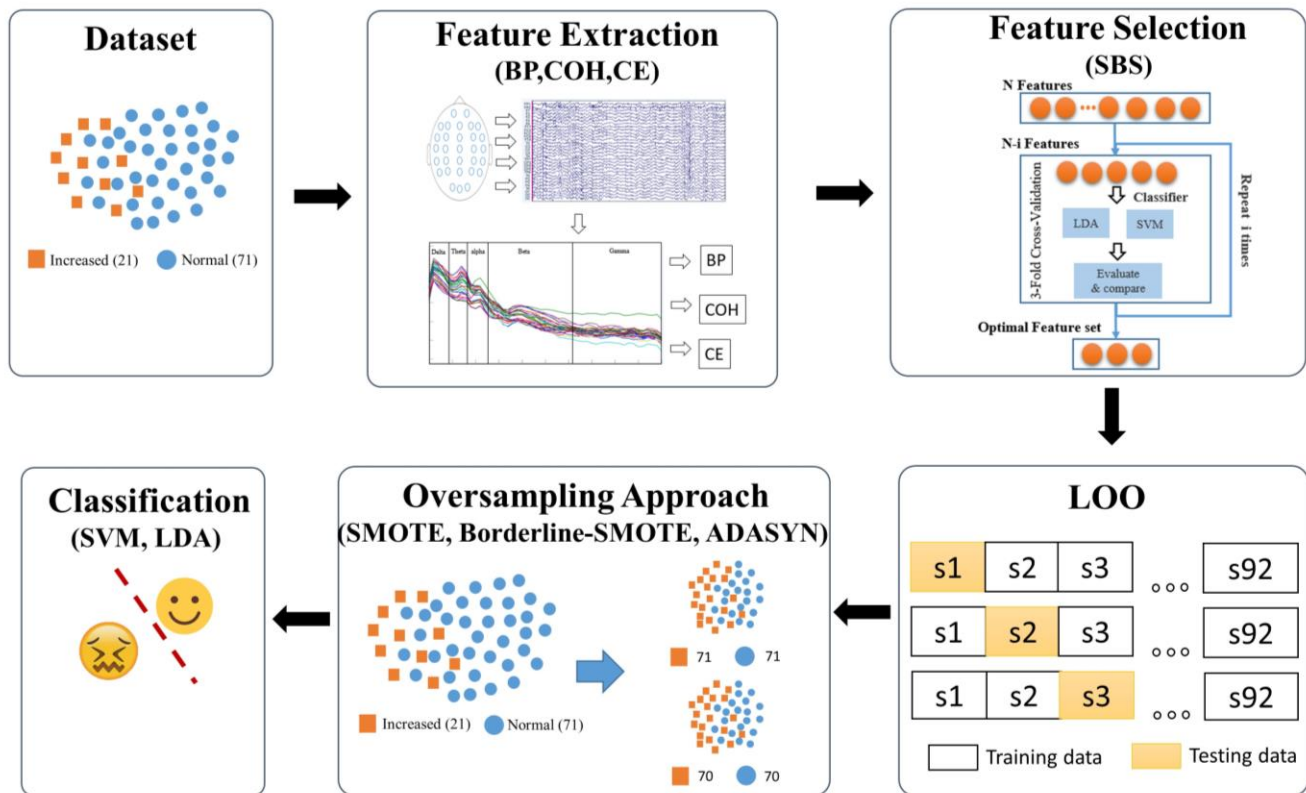 Dataset
Increased (21)
Normal (71)
Feature Extraction
(BP,COH,CE)
Delta
Theta
alpha
Beta
Gamma
BP
COH
CE
Feature Selection
(SBS)
N Features
N-i Features
3-Fold Cross-Validation
Classifier
LDA
SVM
Evaluate
& compare
Repeat i times
Optimal Feature set
LOO
s1 s2 s3 s92
s1 s2 s3 s92
s1 s2 s3 s92
Training data
Testing data
Oversampling Approach
(SMOTE, Borderline-SMOTE, ADASYN)
Increased (21)
Normal (71)
71 71
70 70
Classification
(SVM, LDA)